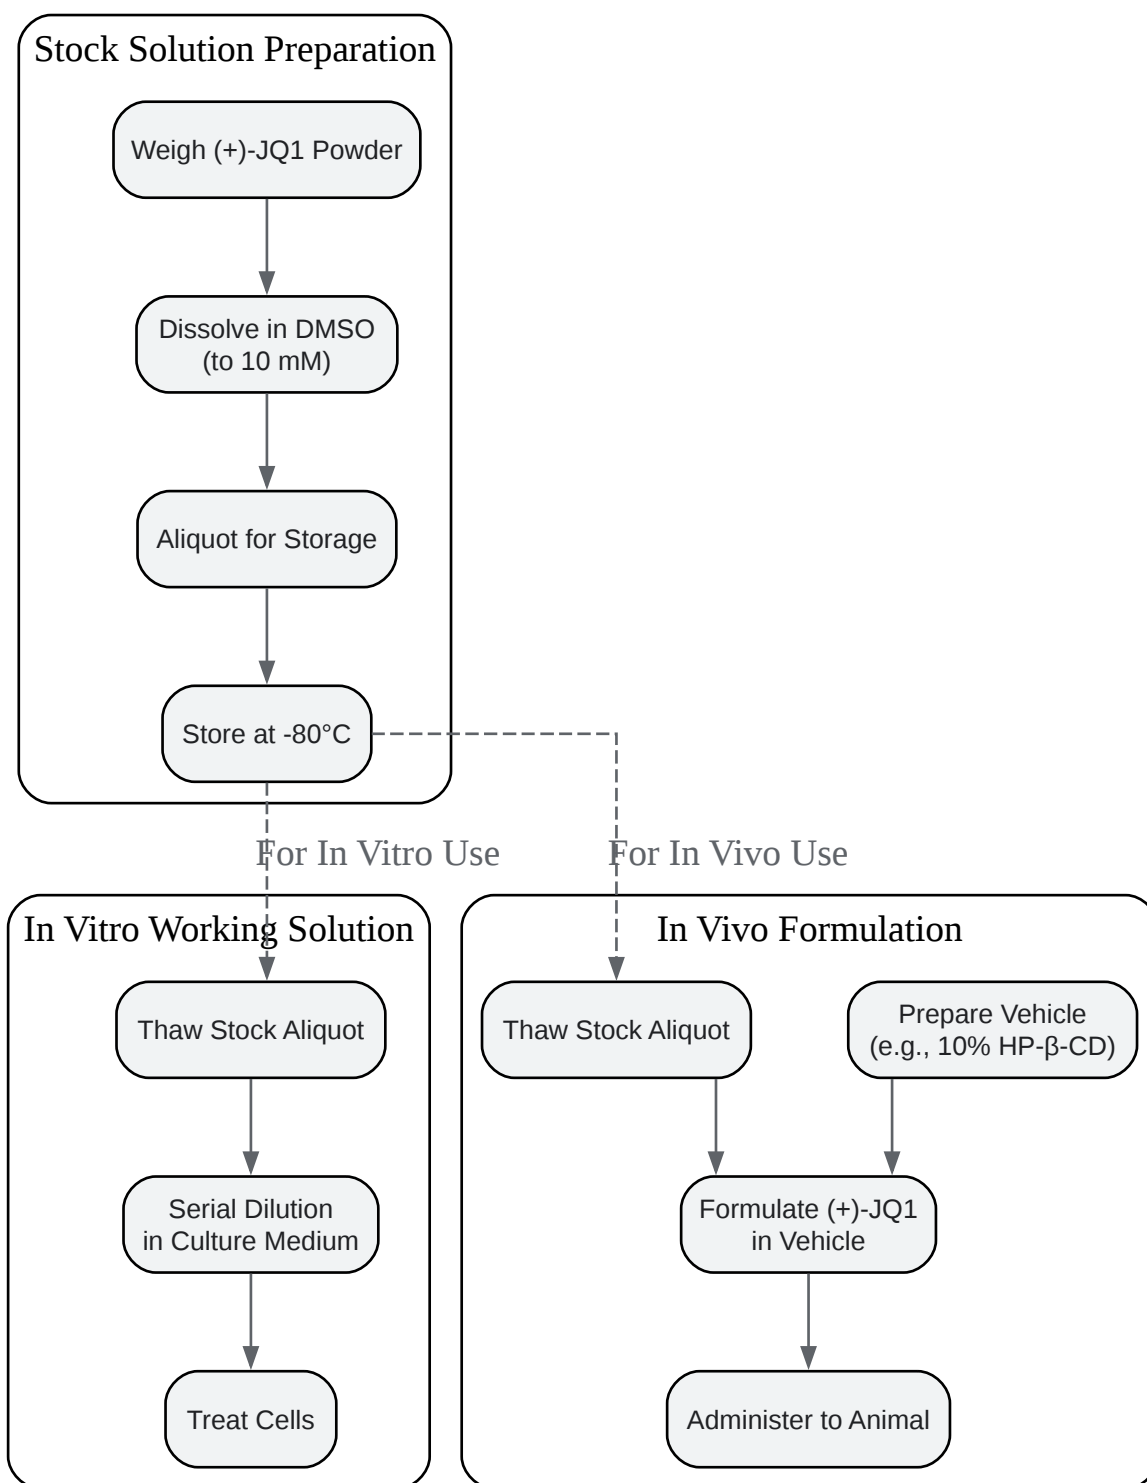 Stock Solution Preparation
Weigh (+)-JQ1 Powder
Dissolve in DMSO
(to 10 mM)
Aliquot for Storage
Store at -80°C
For In Vitro Use
For In Vivo Use
In Vitro Working Solution
Thaw Stock Aliquot
Serial Dilution
in Culture Medium
Treat Cells
In Vivo Formulation
Thaw Stock Aliquot
Prepare Vehicle
(e.g., 10% HP-β-CD)
Formulate (+)-JQ1
in Vehicle
Administer to Animal